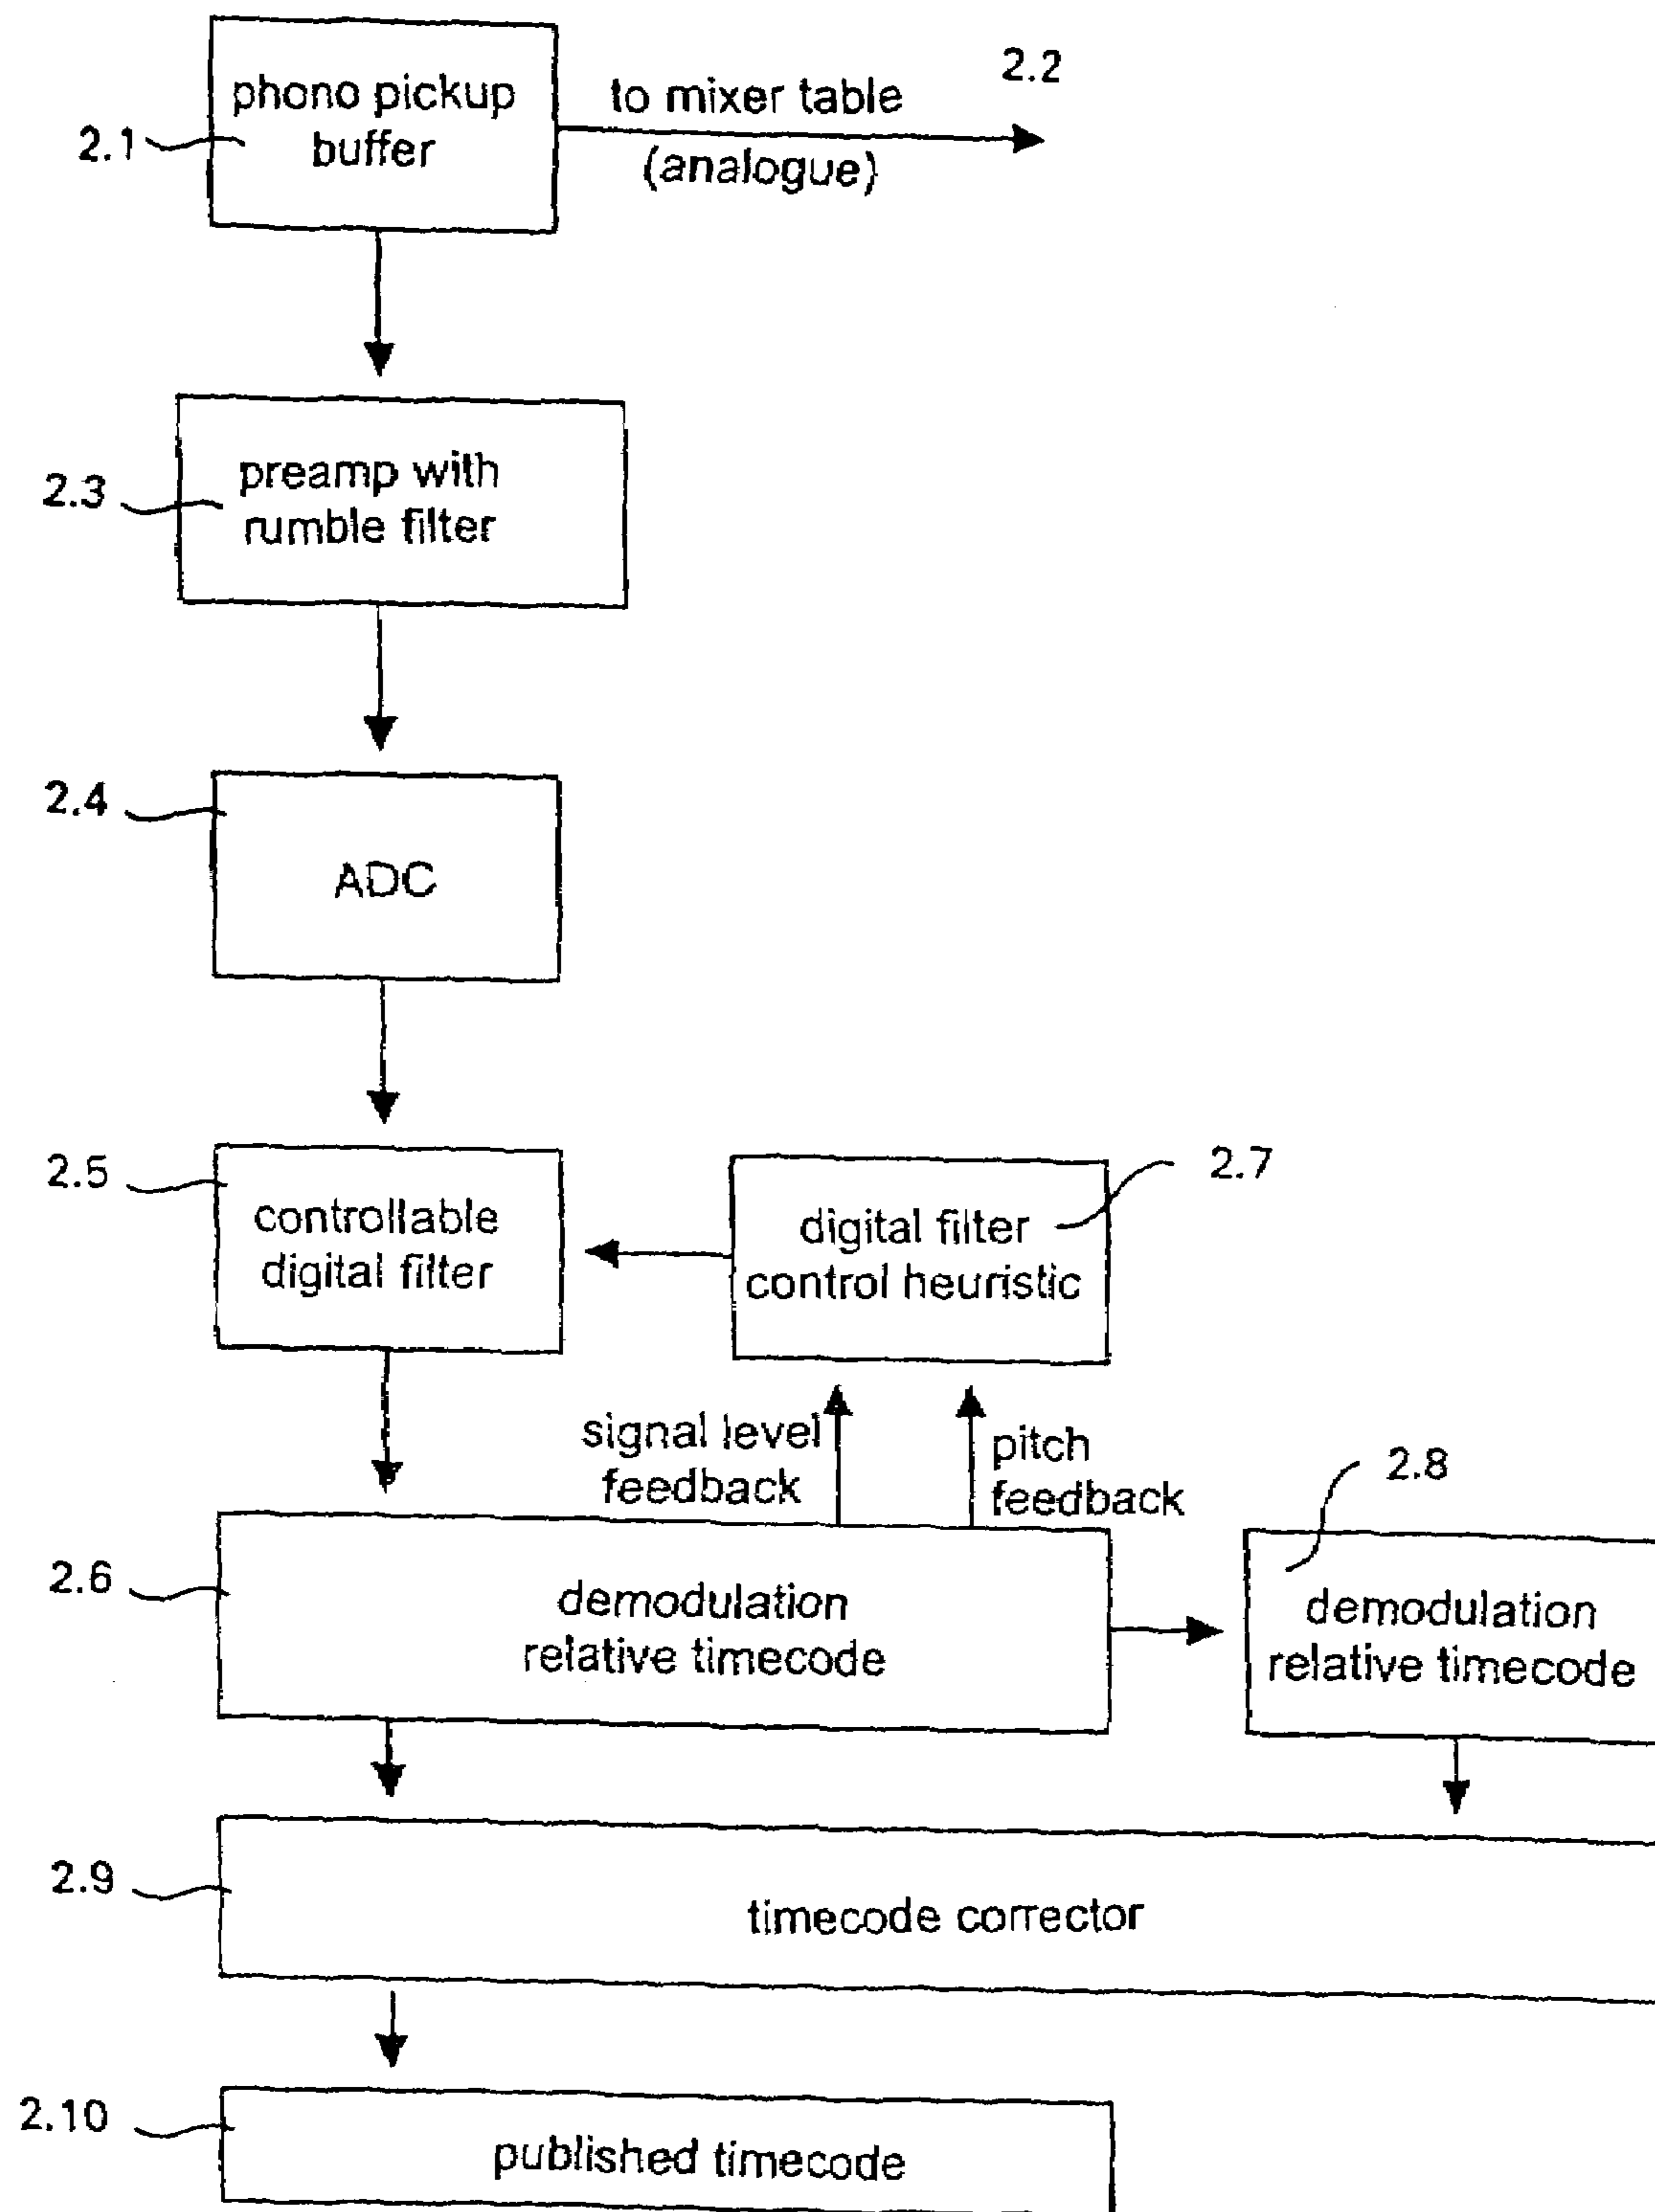 2.1
phono pickup
buffer
to mixer table
(analogue)
2.2
2.3
preamp with
rumble filter
2.4
ADC
2.5
controllable
digital filter
2.7
digital filter
control heuristic
signal level
feedback
pitch
feedback
2.8
2.6
demodulation
relative timecode
demodulation
relative timecode
2.9
timecode corrector
2.10
published timecode